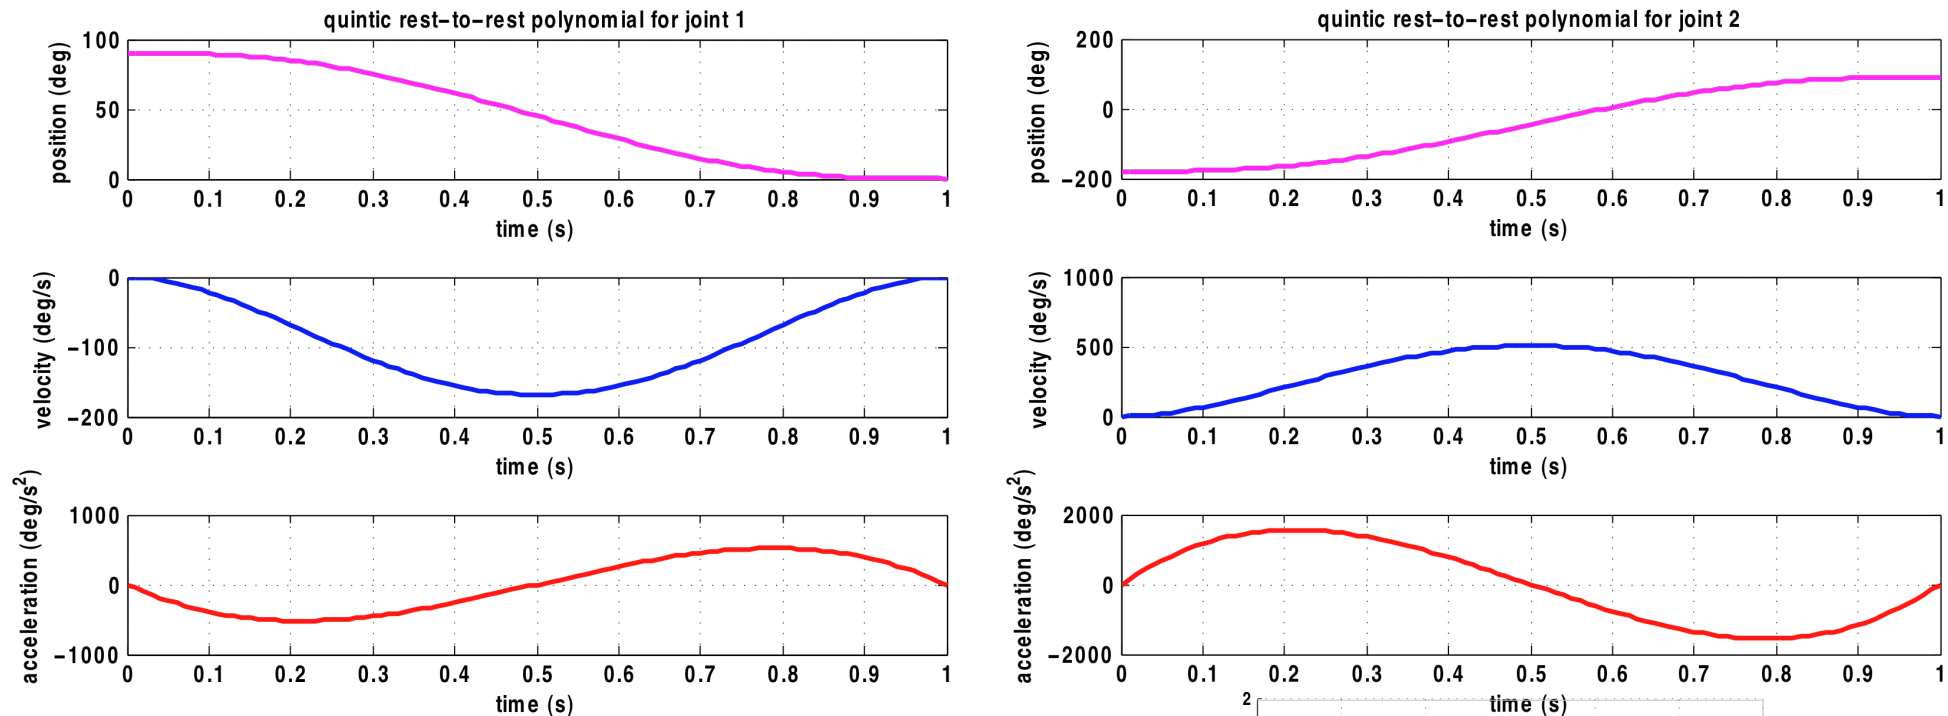 quintic rest−to−rest polynomial for joint 1
position (deg)
100
50
0
0 0.1 0.2 0.3 0.4 0.5 0.6 0.7 0.8 0.9 1
time (s)
velocity (deg/s)
0
−100
−200
0 0.1 0.2 0.3 0.4 0.5 0.6 0.7 0.8 0.9 1
time (s)
acceleration (deg/s²)
1000
0
−1000
0 0.1 0.2 0.3 0.4 0.5 0.6 0.7 0.8 0.9 1
time (s)
quintic rest−to−rest polynomial for joint 2
position (deg)
200
0
−200
0 0.1 0.2 0.3 0.4 0.5 0.6 0.7 0.8 0.9 1
time (s)
velocity (deg/s)
1000
500
0
0 0.1 0.2 0.3 0.4 0.5 0.6 0.7 0.8 0.9 1
time (s)
acceleration (deg/s²)
2000
0
−2000
0 0.1 0.2 0.3 0.4 0.5 0.6 0.7 0.8 0.9 1
time (s)
2